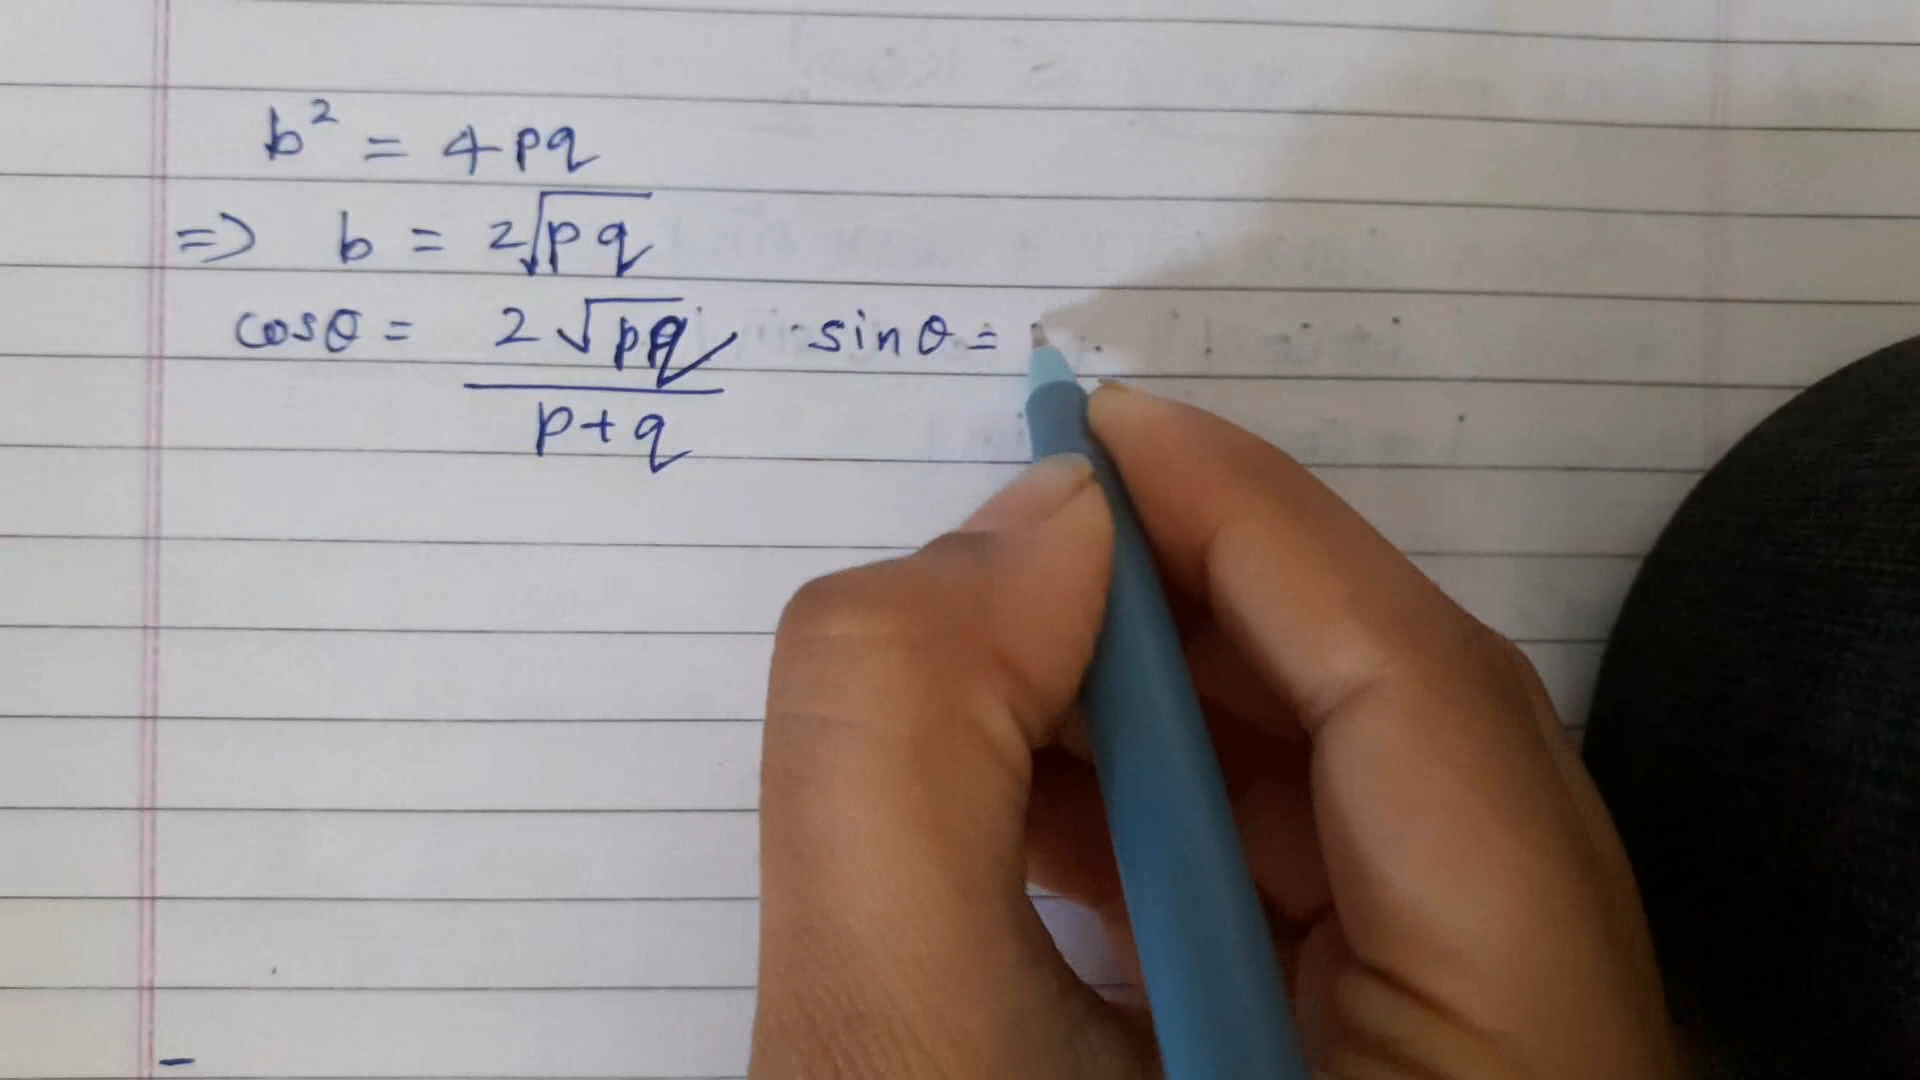 b² = 4pq
=> b = 2√pq
cosθ = 2√pq / p+q sinθ =